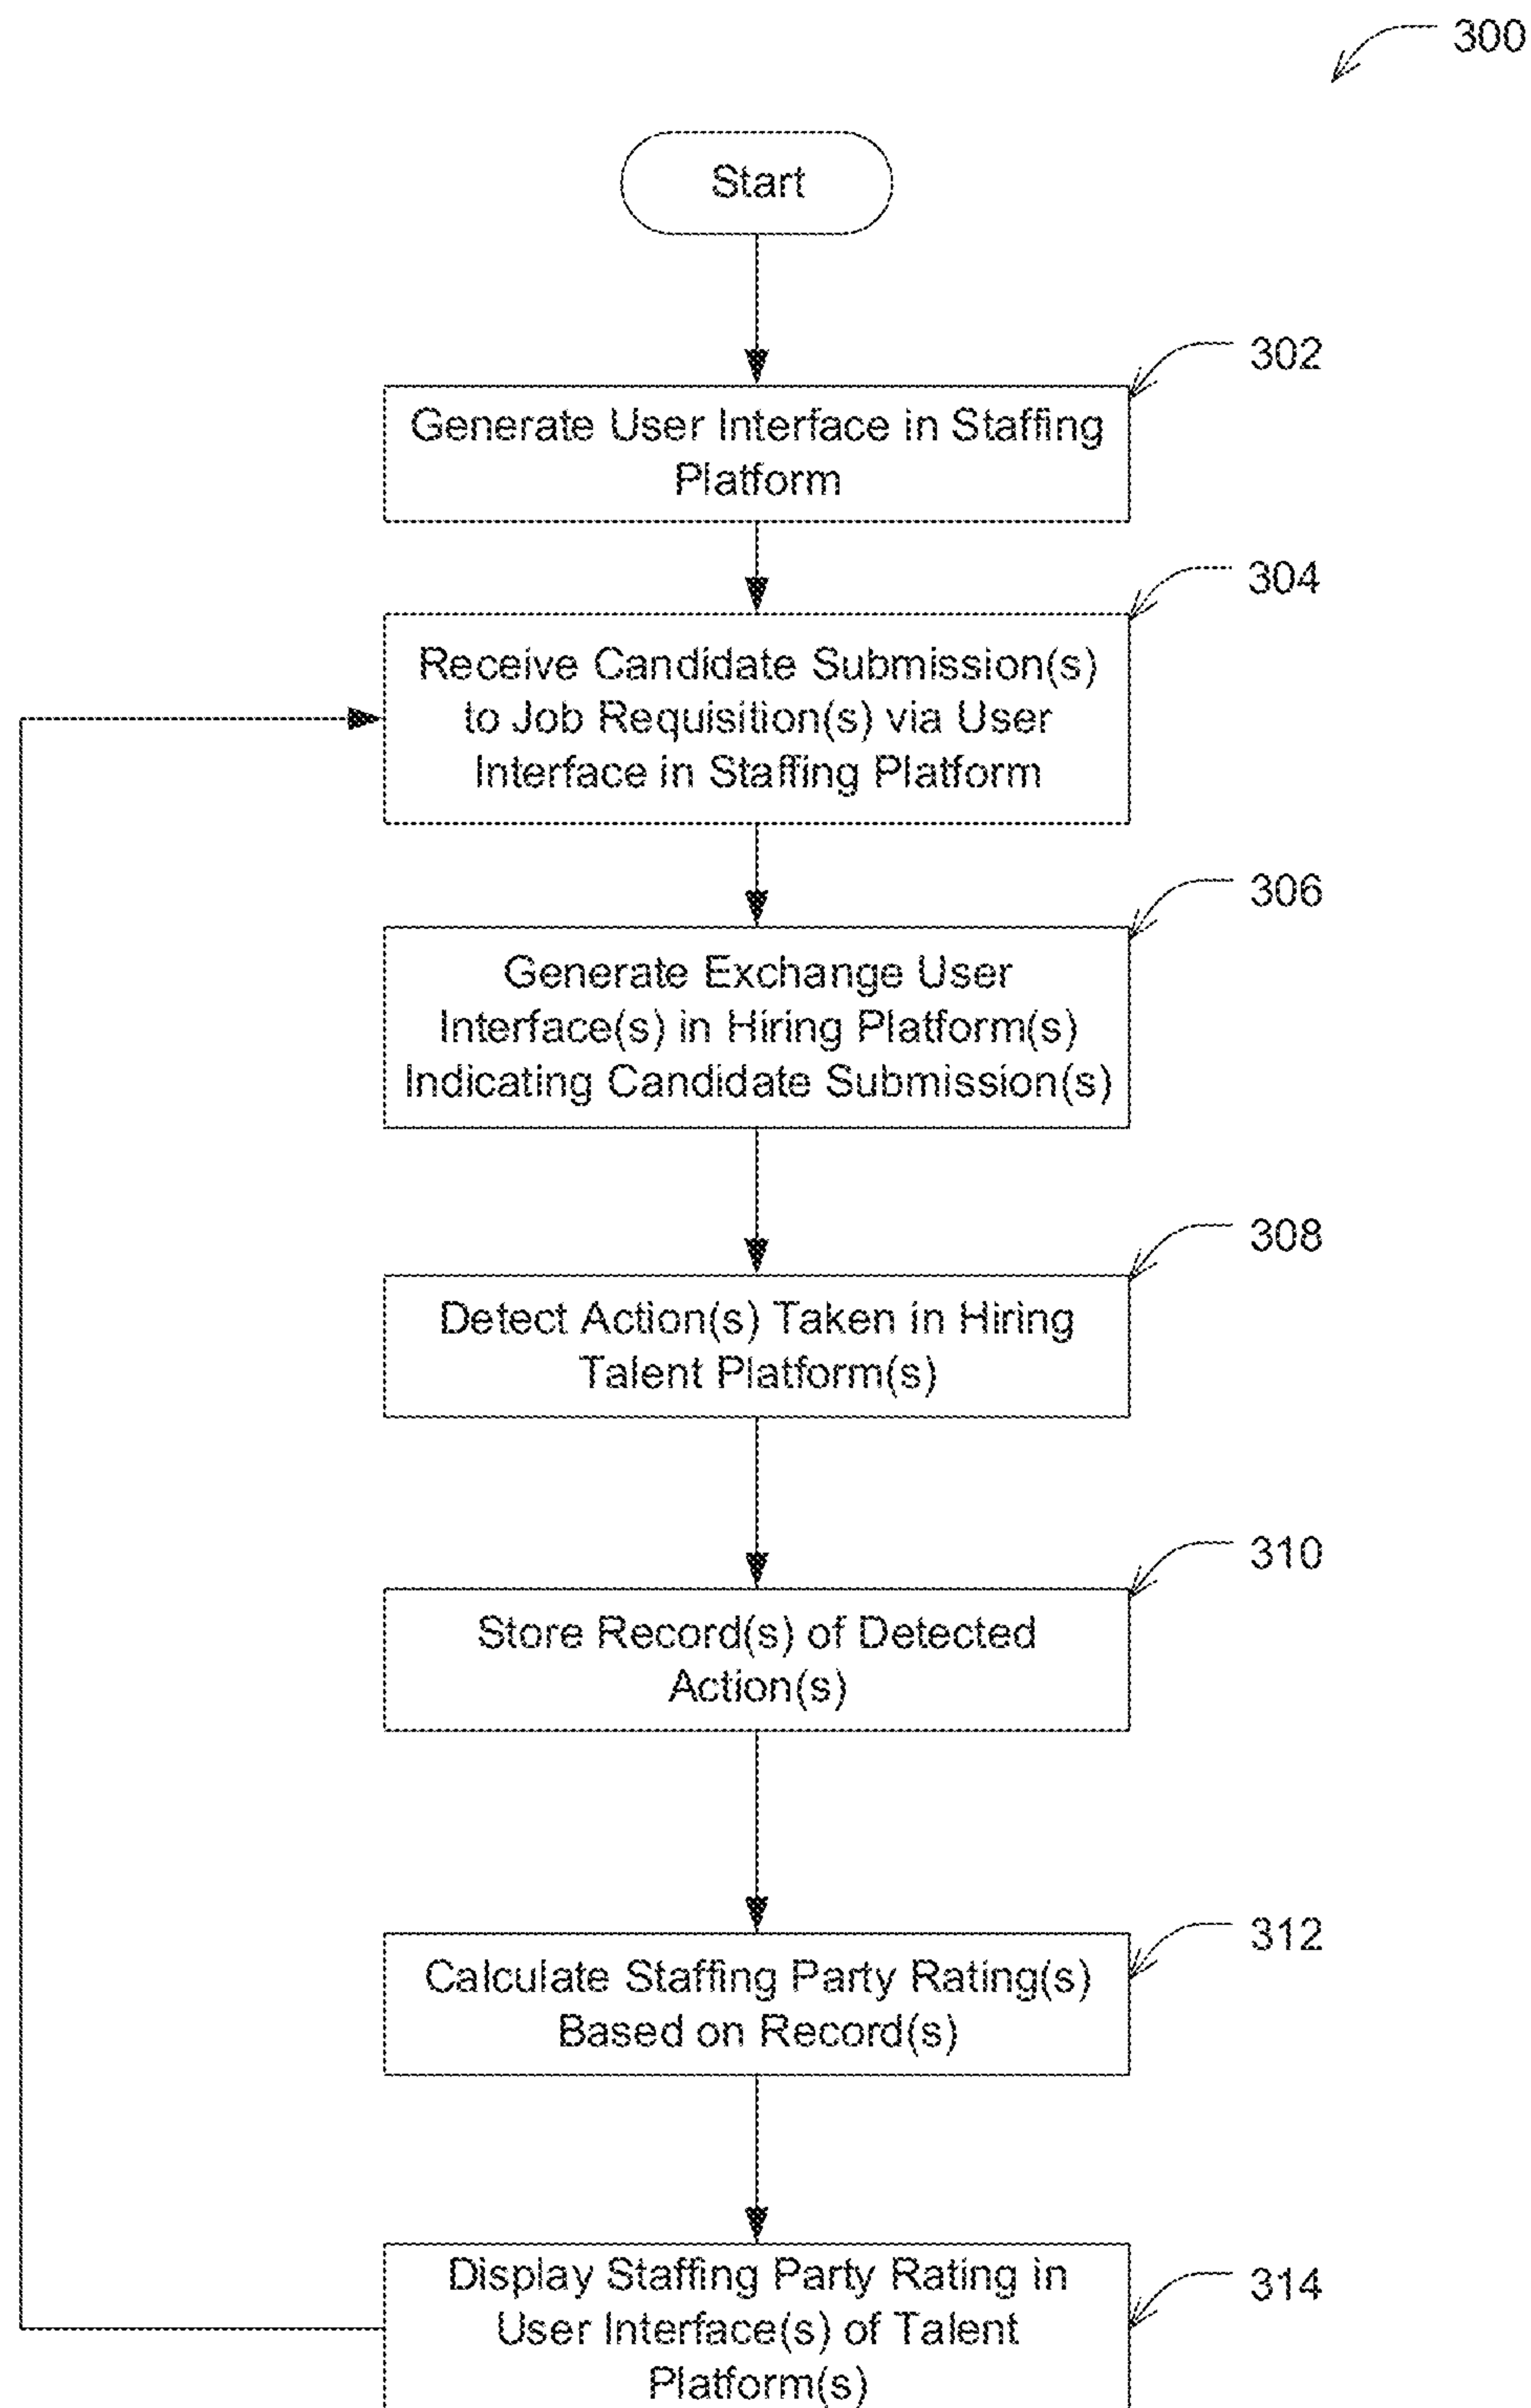 300
Start
302
Generate User Interface in Staffing
Platform
304
Receive Candidate Submission(s)
to Job Requisition(s) via User
Interface in Staffing Platform
306
Generate Exchange User
Interface(s) in Hiring Platform(s)
Indicating Candidate Submission(s)
308
Detect Action(s) Taken in Hiring
Talent Platform(s)
310
Store Record(s) of Detected
Action(s)
312
Calculate Staffing Party Rating(s)
Based on Record(s)
314
Display Staffing Party Rating in
User Interface(s) of Talent
Platform(s)